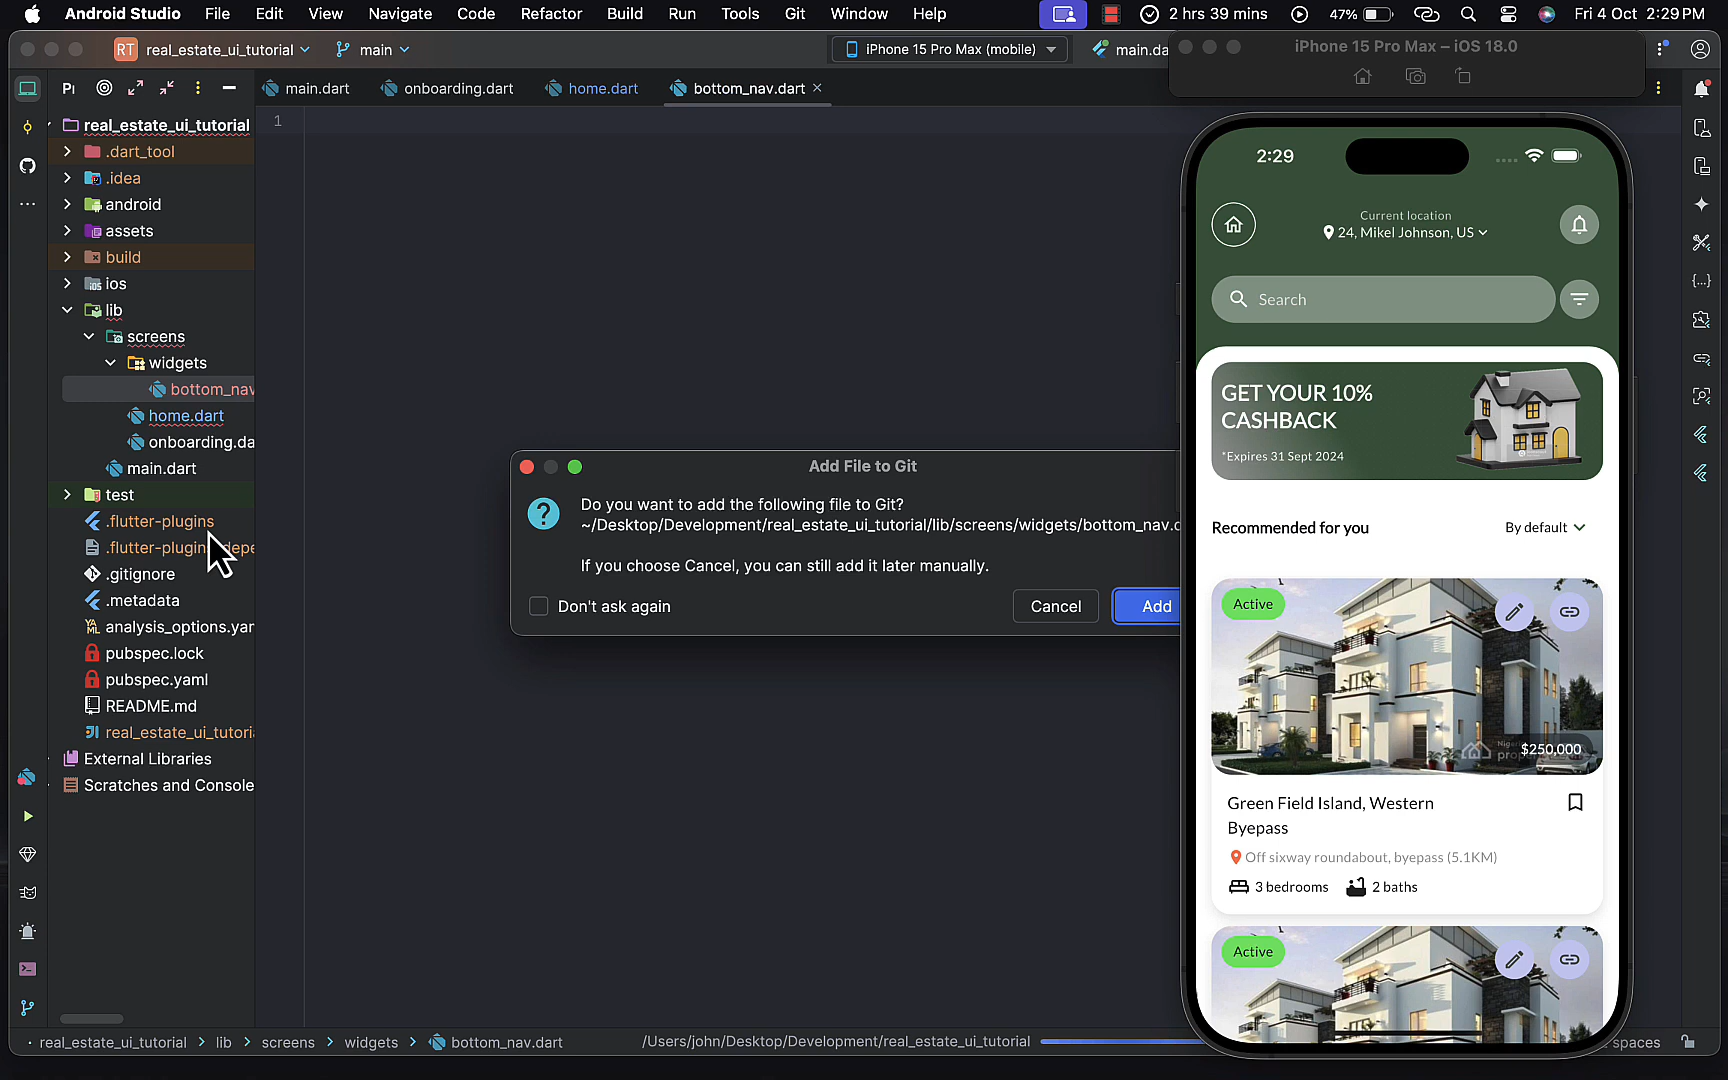 Android Studio File Edit View Navigate Code Refactor Build Run Tools Git Window Help 2 hrs 39 mins 47% Fri 4 Oct 2:29 PM
RT real_estate_ui_tutorial main iPhone 15 Pro Max (mobile) main.da
iPhone 15 Pro Max – iOS 18.0
main.dart onboarding.dart home.dart bottom_nav.dart
1
real_estate_ui_tutorial
.dart_tool
.idea
android
assets
build
ios
lib
screens
widgets
bottom_nav
home.dart
onboarding.da
main.dart
test
.flutter-plugins
.flutter-plugin depe
.gitignore
.metadata
analysis_options.yar
pubspec.lock
pubspec.yaml
README.md
real_estate_ui_tutoria
External Libraries
Scratches and Console
Add File to Git
Do you want to add the following file to Git?
~/Desktop/Development/real_estate_ui_tutorial/lib/screens/widgets/bottom_nav.d
If you choose Cancel, you can still add it later manually.
Don't ask again
Cancel
Add
2:29
Current location
24, Mikel Johnson, US
Search
GET YOUR 10%
CASHBACK
*Expires 31 Sept 2024
Recommended for you
By default
Active
$250,000
Green Field Island, Western
Byepass
Off sixway roundabout, byepass (5.1KM)
3 bedrooms 2 baths
Active
real_estate_ui_tutorial > lib > screens > widgets > bottom_nav.dart
/Users/john/Desktop/Development/real_estate_ui_tutorial
spaces